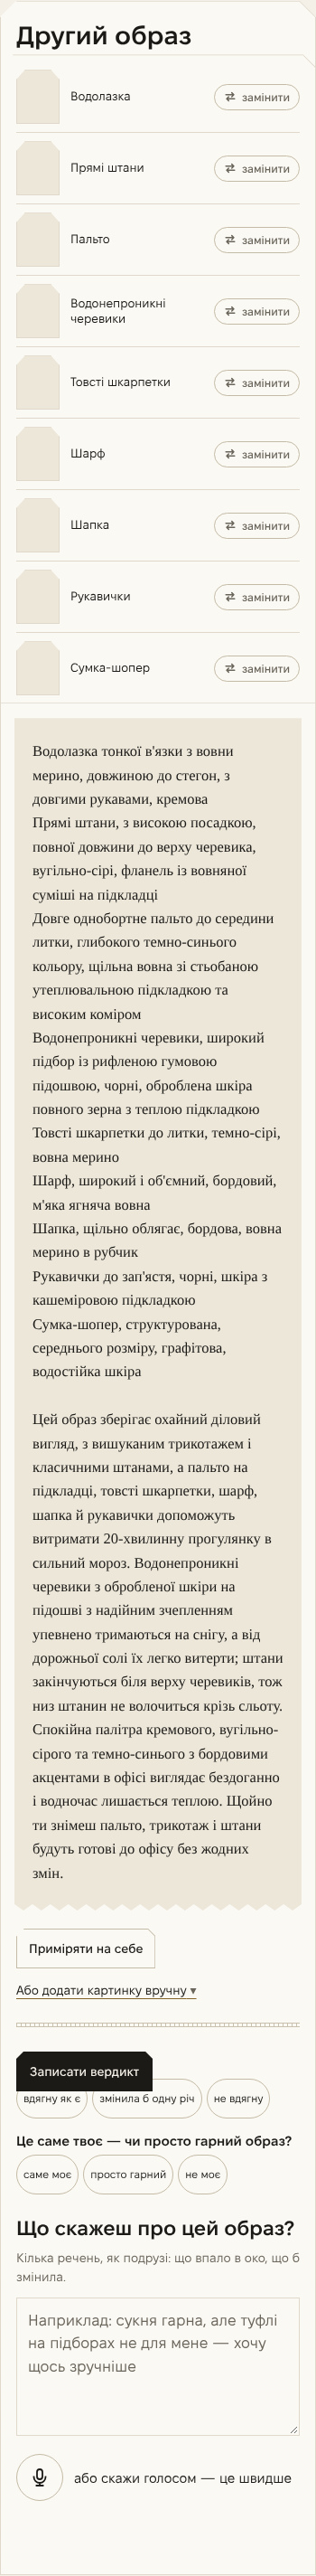 Другий образ
Водолазка
замінити
Прямі штани
замінити
Пальто
замінити
Водонепроникні
черевики
замінити
Товсті шкарпетки
замінити
Шарф
замінити
Шапка
замінити
Рукавички
замінити
Сумка-шопер
замінити
Водолазка тонкої в'язки з вовни
мерино, довжиною до стегон, з
довгими рукавами, кремова
Прямі штани, з високою посадкою,
повної довжини до верху черевика,
вугільно-сірі, фланель із вовняної
суміші на підкладці
Довге однобортне пальто до середини
литки, глибокого темно-синього
кольору, щільна вовна зі стьобаною
утеплювальною підкладкою та
високим коміром
Водонепроникні черевики, широкий
підбор із рифленою гумовою
підошвою, чорні, оброблена шкіра
повного зерна з теплою підкладкою
Товсті шкарпетки до литки, темно-сірі,
вовна мерино
Шарф, широкий і об'ємний, бордовий,
м'яка ягняча вовна
Шапка, щільно облягає, бордова, вовна
мерино в рубчик
Рукавички до зап'ястя, чорні, шкіра з
кашеміровою підкладкою
Сумка-шопер, структурована,
середнього розміру, графітова,
водостійка шкіра
Цей образ зберігає охайний діловий
вигляд, з вишуканим трикотажем і
класичними штанами, а пальто на
підкладці, товсті шкарпетки, шарф,
шапка й рукавички допоможуть
витримати 20-хвилинну прогулянку в
сильний мороз. Водонепроникні
черевики з обробленої шкіри на
підошві з надійним зчепленням
упевнено тримаються на снігу, а від
дорожньої солі їх легко витерти; штани
закінчуються біля верху черевиків, тож
низ штанин не волочиться крізь сльоту.
Спокійна палітра кремового, вугільно-
сірого та темно-синього з бордовими
акцентами в офісі виглядає бездоганно
і водночас лишається теплою. Щойно
ти знімеш пальто, трикотаж і штани
будуть готові до офісу без жодних
змін.
Приміряти на себе
Або додати картинку вручну ▾
Записати вердикт
вдягну як є
змінила б одну річ
не вдягну
Це саме твоє — чи просто гарний образ?
саме моє
просто гарний
не моє
Що скажеш про цей образ?
Кілька речень, як подрузі: що впало в око, що б
змінила.
Наприклад: сукня гарна, але туфлі
на підборах не для мене — хочу
щось зручніше
або скажи голосом — це швидше